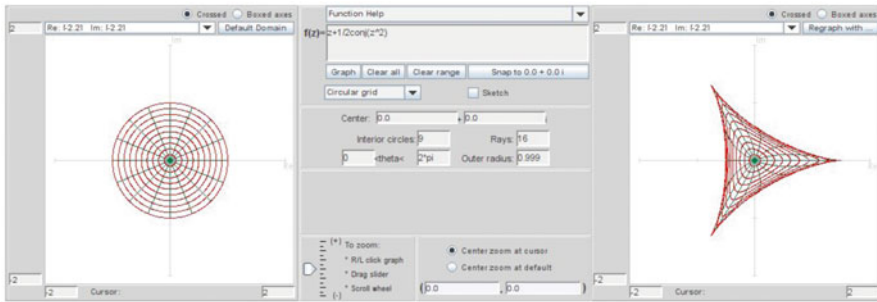 Crossed Boxed axes
2 Re: [-2.2] Im: [-2.2] Default Domain
-2
-2 Cursor: 2
Function Help
f(z)= z+1/2conj(z^2)
Graph Clear all Clear range Snap to 0.0 + 0.0 i
Circular grid Sketch
Center: 0.0 + 0.0 i
Interior circles: 9 Rays: 16
0 <theta< 2*pi Outer radius: 0.999
(+) To zoom:
* R/L click graph
* Drag slider
* Scroll wheel
(-)
Center zoom at cursor
Center zoom at default
( 0.0 , 0.0 )
Crossed Boxed axes
2 Re: [-2.2] Im: [-2.2] Regraph with ...
-2
-2 Cursor: 2